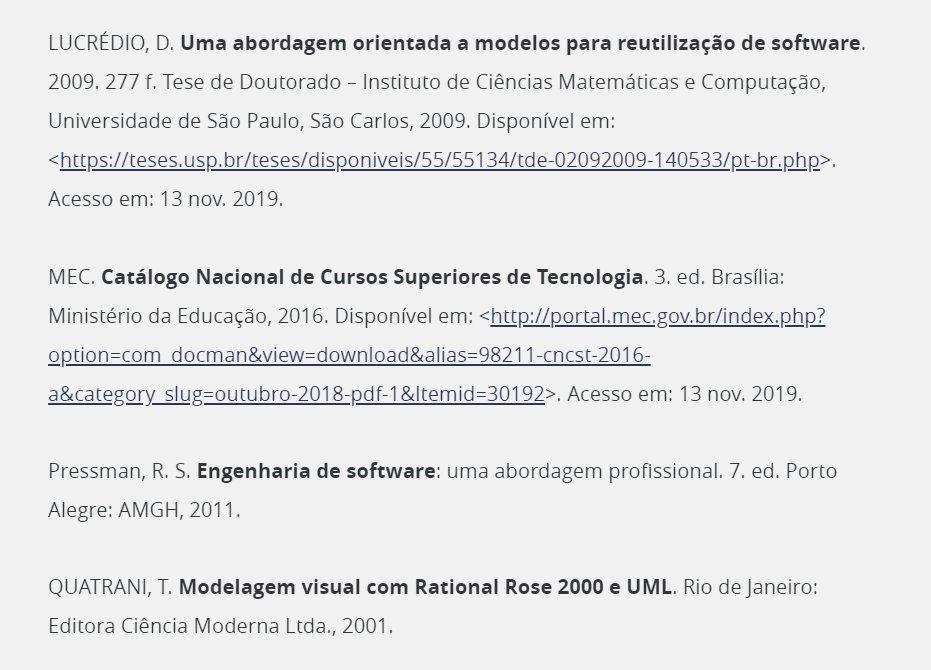 LUCRÉDIO, D. Uma abordagem orientada a modelos para reutilização de software.
2009. 277 f. Tese de Doutorado – Instituto de Ciências Matemáticas e Computação,
Universidade de São Paulo, São Carlos, 2009. Disponível em:
<https://teses.usp.br/teses/disponiveis/55/55134/tde-02092009-140533/pt-br.php>.
Acesso em: 13 nov. 2019.
MEC. Catálogo Nacional de Cursos Superiores de Tecnologia. 3. ed. Brasília:
Ministério da Educação, 2016. Disponível em: <http://portal.mec.gov.br/index.php?
option=com_docman&view=download&alias=98211-cncst-2016-
a&category_slug=outubro-2018-pdf-1&Itemid=30192>. Acesso em: 13 nov. 2019.
Pressman, R. S. Engenharia de software: uma abordagem profissional. 7. ed. Porto
Alegre: AMGH, 2011.
QUATRANI, T. Modelagem visual com Rational Rose 2000 e UML. Rio de Janeiro:
Editora Ciência Moderna Ltda., 2001.